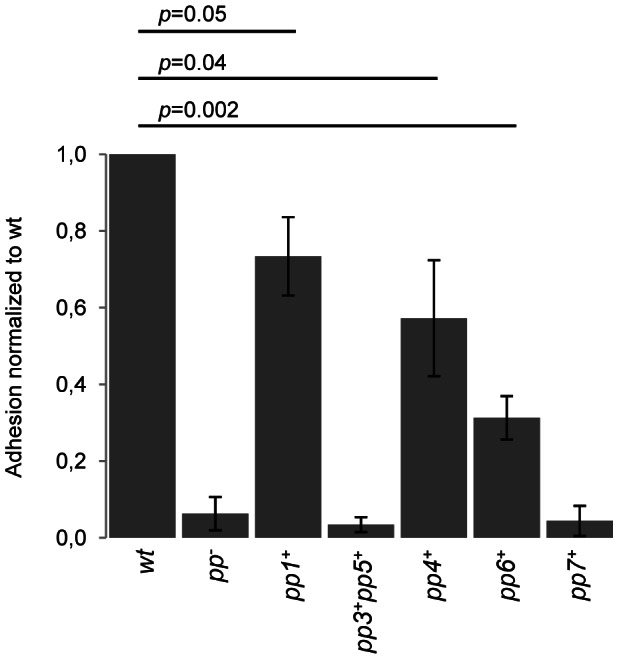 p=0.05
p=0.04
p=0.002
Adhesion normalized to wt
1,0
0,8
0,6
0,4
0,2
0,0
wt
pp-
pp1+
pp3+pp5+
pp4+
pp6+
pp7+